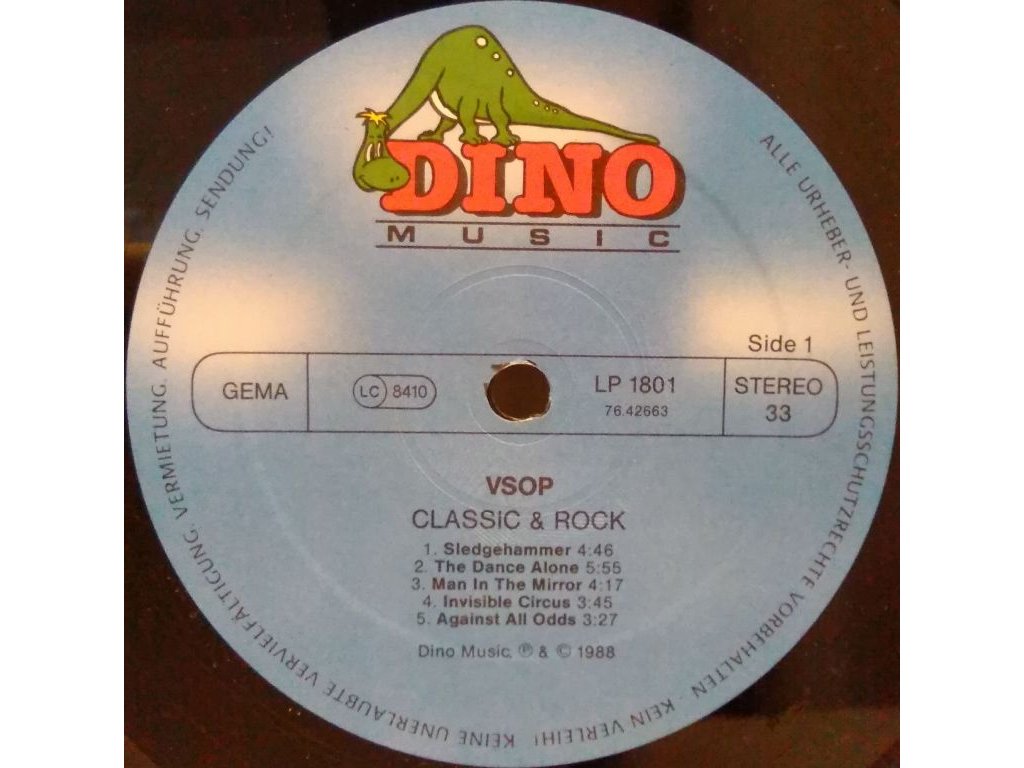 DINO
MUSIC
Side 1
GEMA
LC 8410
LP 1801
76.42663
STEREO
33
VSOP
CLASSIC & ROCK
1. Sledgehammer 4:46
2. The Dance Alone 5:55
3. Man In The Mirror 4:17
4. Invisible Circus 3:45
5. Against All Odds 3:27
Dino Music, ℗ & © 1988
ALLE URHEBER- UND LEISTUNGSSCHUTZRECHTE VORBEHALTEN · KEIN VERLEIH! KEINE UNERLAUBTE VERVIELFÄLTIGUNG, VERMIETUNG, AUFFÜHRUNG, SENDUNG!